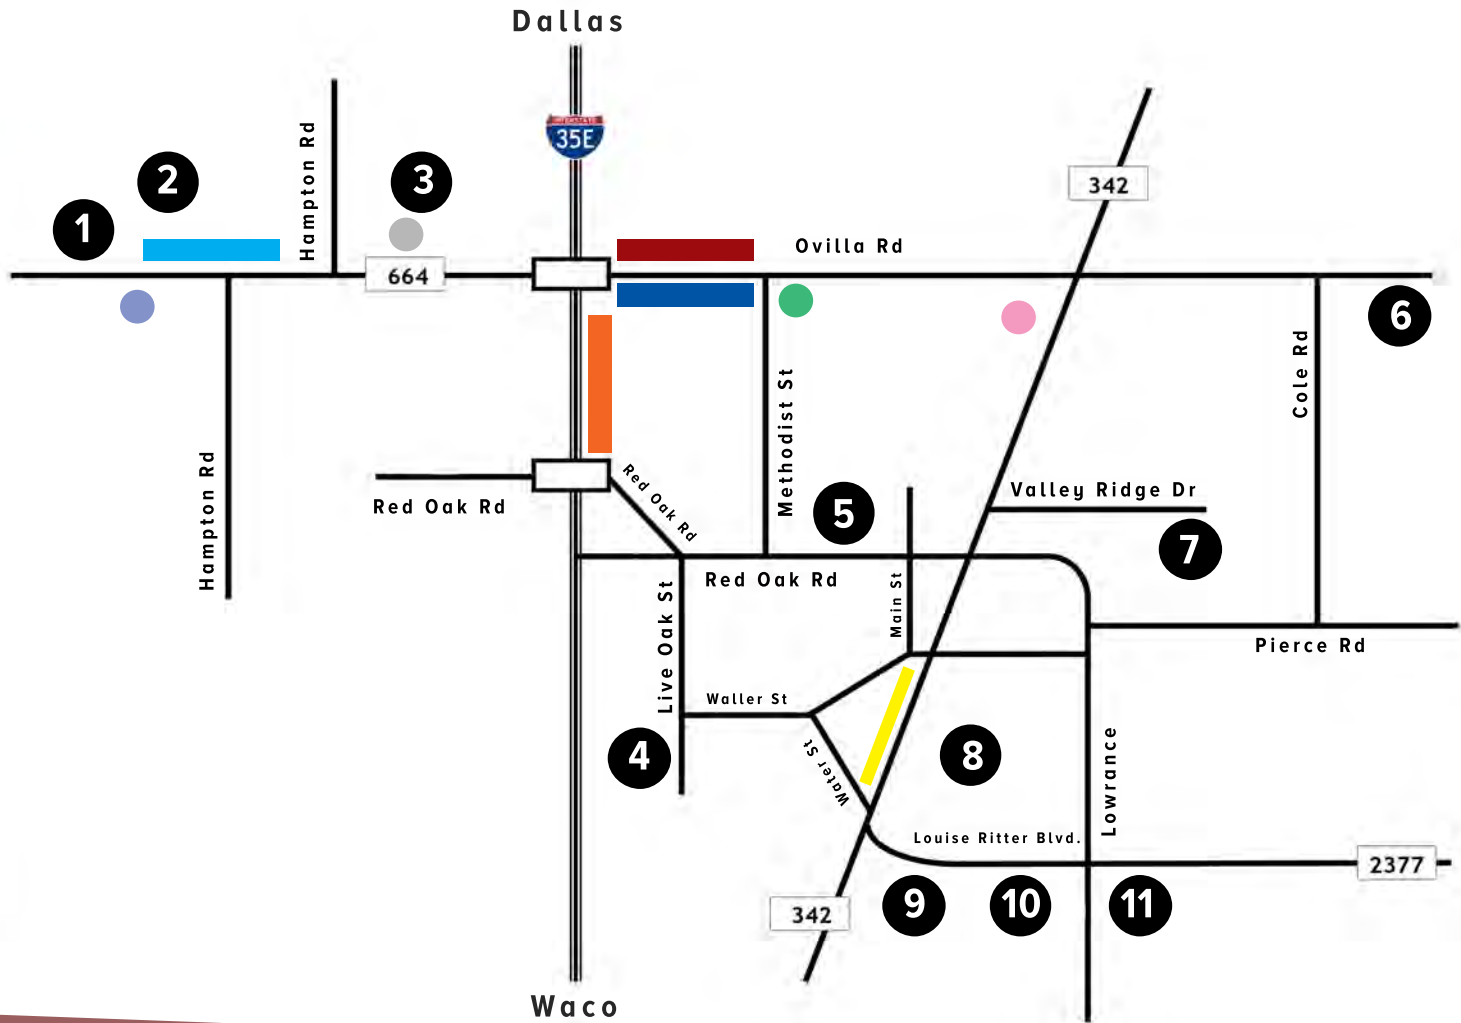 Dallas
INTERSTATE
35E
Hampton Rd
2
3
342
1
Ovilla Rd
664
6
Cole Rd
Methodist St
Hampton Rd
Red Oak Rd
Red Oak Rd
5
Valley Ridge Dr
7
Red Oak Rd
Main St
Live Oak St
Pierce Rd
Waller St
4
Water St
8
Lowrance
Louise Ritter Blvd.
2377
342
9
10
11
Waco